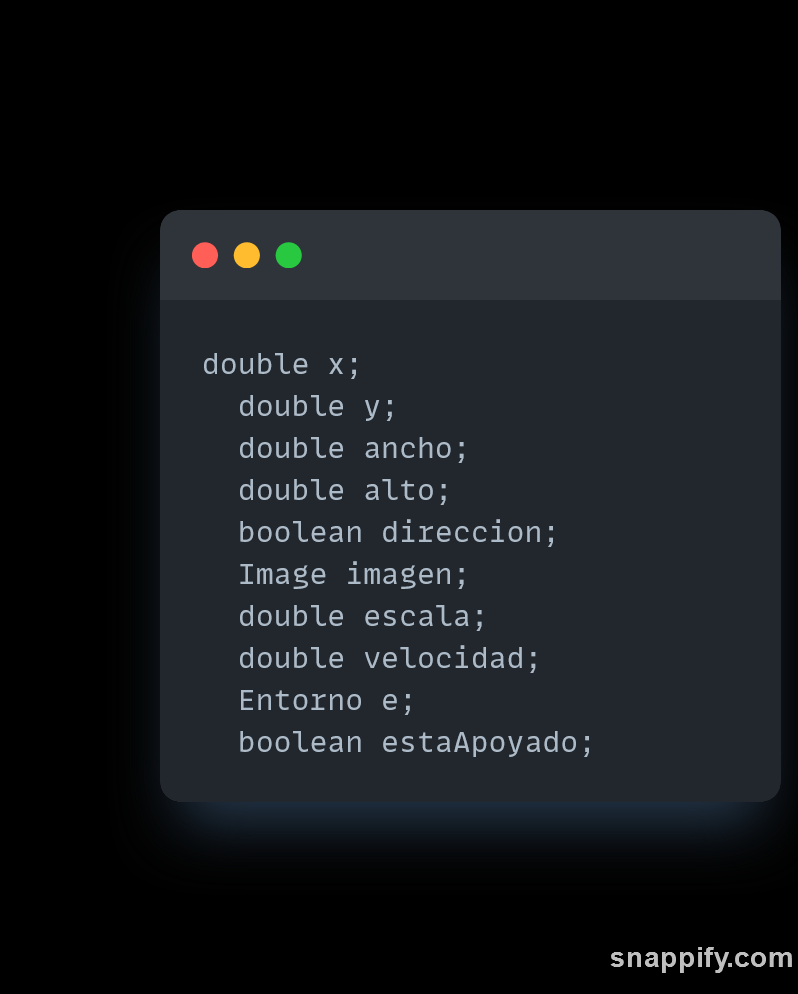 double x;
double y;
double ancho;
double alto;
boolean direccion;
Image imagen;
double escala;
double velocidad;
Entorno e;
boolean estaApoyado;
snappify.com